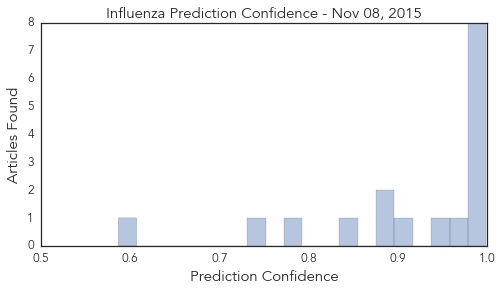 Influenza Prediction Confidence - Nov 08, 2015
Articles Found
8
7
6
5
4
3
2
1
0
0.5 0.6 0.7 0.8 0.9 1.0
Prediction Confidence